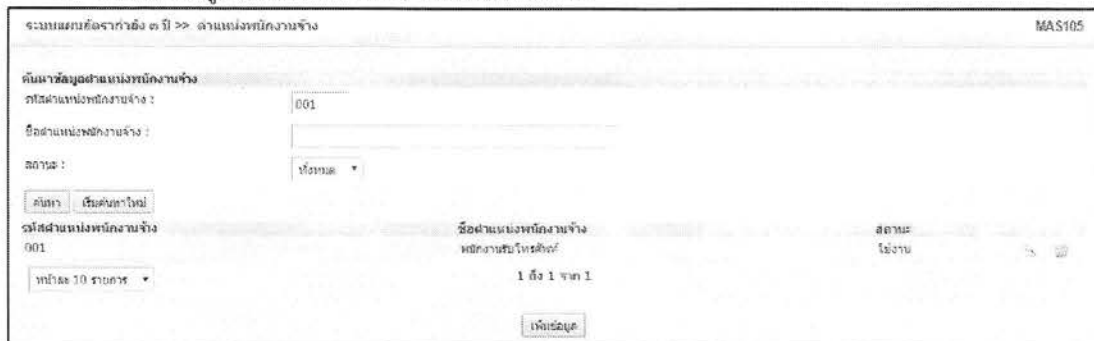 ระบบแผนอัตรากำลัง ๓ ปี >> ตำแหน่งพนักงานจ้าง MAS105
ค้นหาข้อมูลตำแหน่งพนักงานจ้าง
รหัสตำแหน่งพนักงานจ้าง : 001
ชื่อตำแหน่งพนักงานจ้าง :
สถานะ : ทั้งหมด
ค้นหา เริ่มค้นหาใหม่
รหัสตำแหน่งพนักงานจ้าง ชื่อตำแหน่งพนักงานจ้าง สถานะ
001 พนักงานรับโทรศัพท์ ใช้งาน
หน้าละ 10 รายการ 1 ถึง 1 จาก 1
เพิ่มข้อมูล